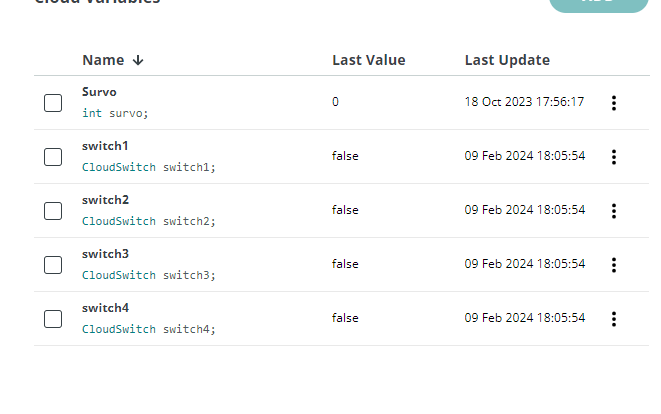 Cloud Variables
ADD
Name ↓ Last Value Last Update
Survo
int survo; 0 18 Oct 2023 17:56:17
switch1
CloudSwitch switch1; false 09 Feb 2024 18:05:54
switch2
CloudSwitch switch2; false 09 Feb 2024 18:05:54
switch3
CloudSwitch switch3; false 09 Feb 2024 18:05:54
switch4
CloudSwitch switch4; false 09 Feb 2024 18:05:54